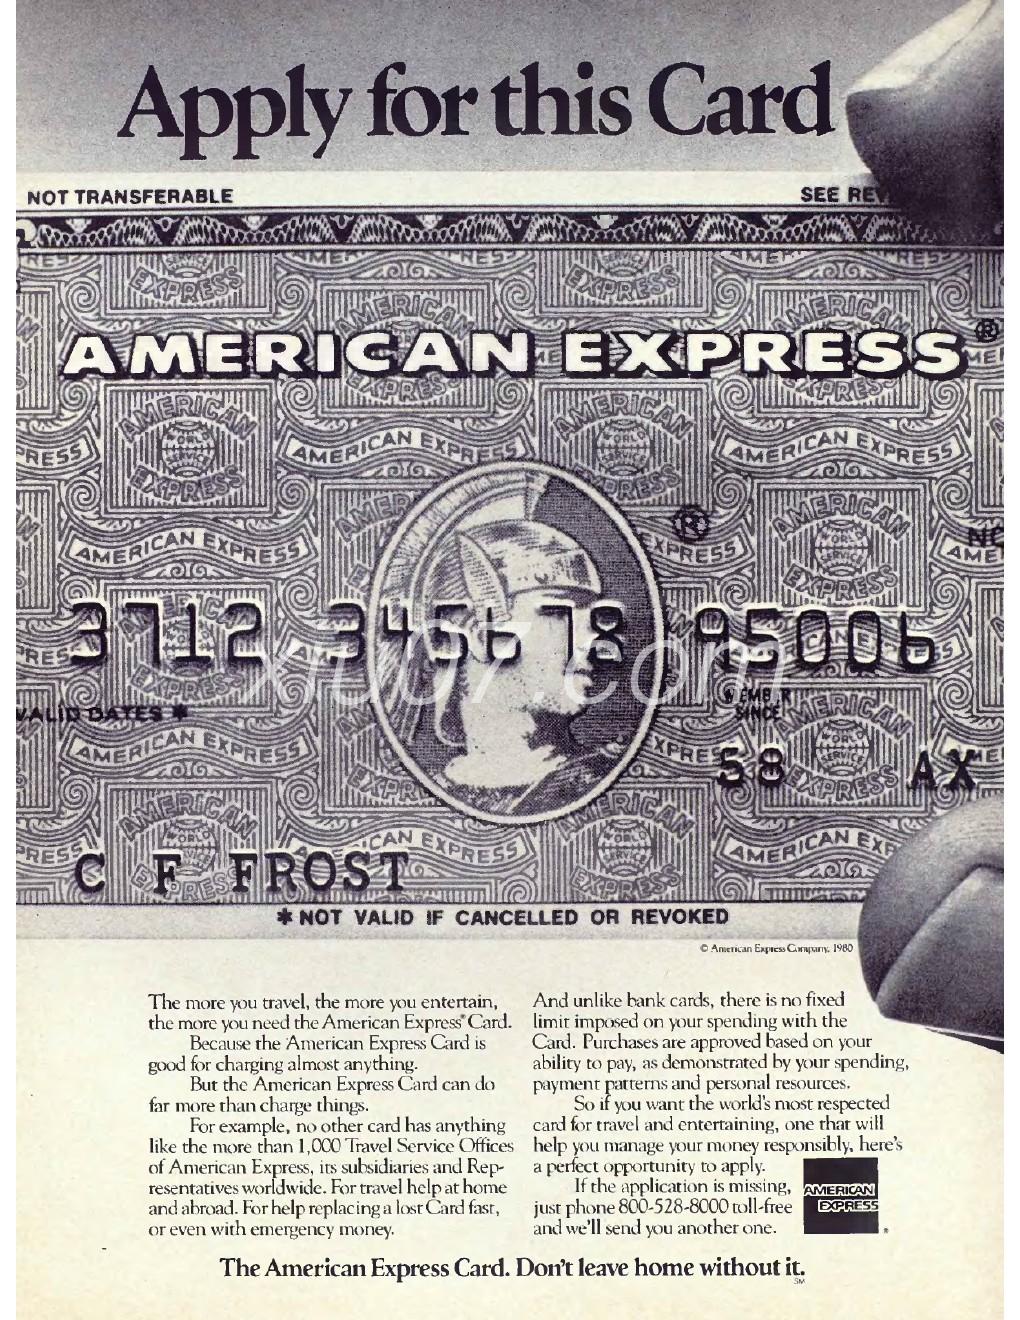 Apply for this Card
NOT TRANSFERABLE
SEE REV
AMERICAN EXPRESS®
3712 345678 95006
xiu07.com
VALID DATES *
MEMBER
SINCE
58 AX
C F FROST
* NOT VALID IF CANCELLED OR REVOKED
© American Express Company, 1980
The more you travel, the more you entertain,
the more you need the American Express® Card.
Because the American Express Card is
good for charging almost anything.
But the American Express Card can do
far more than charge things.
For example, no other card has anything
like the more than 1,000 Travel Service Offices
of American Express, its subsidiaries and Rep-
resentatives worldwide. For travel help at home
and abroad. For help replacing a lost Card fast,
or even with emergency money.
And unlike bank cards, there is no fixed
limit imposed on your spending with the
Card. Purchases are approved based on your
ability to pay, as demonstrated by your spending,
payment patterns and personal resources.
So if you want the world's most respected
card for travel and entertaining, one that will
help you manage your money responsibly, here's
a perfect opportunity to apply.
If the application is missing,
just phone 800-528-8000 toll-free
and we'll send you another one.
AMERICAN
EXPRESS
®
The American Express Card. Don't leave home without it.
SM